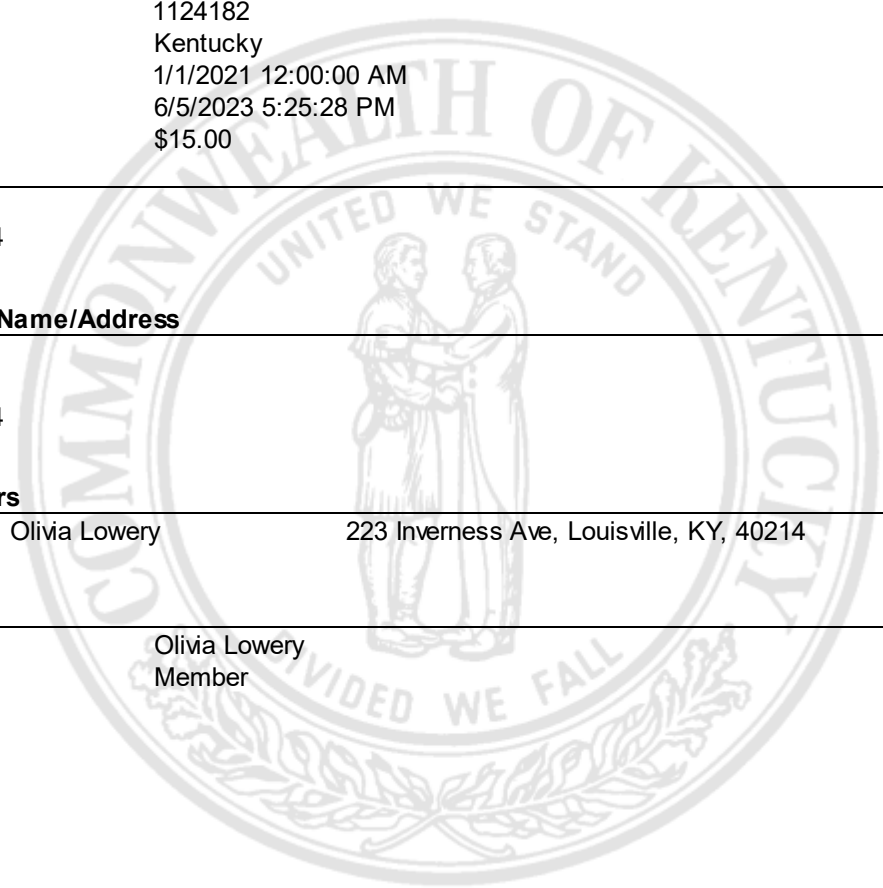 1124182
Kentucky
1/1/2021 12:00:00 AM
6/5/2023 5:25:28 PM
$15.00
4
Name/Address
4
rs
Olivia Lowery 223 Inverness Ave, Louisville, KY, 40214
Olivia Lowery
Member
COMMONWEALTH OF KENTUCKY
UNITED WE STAND
DIVIDED WE FALL